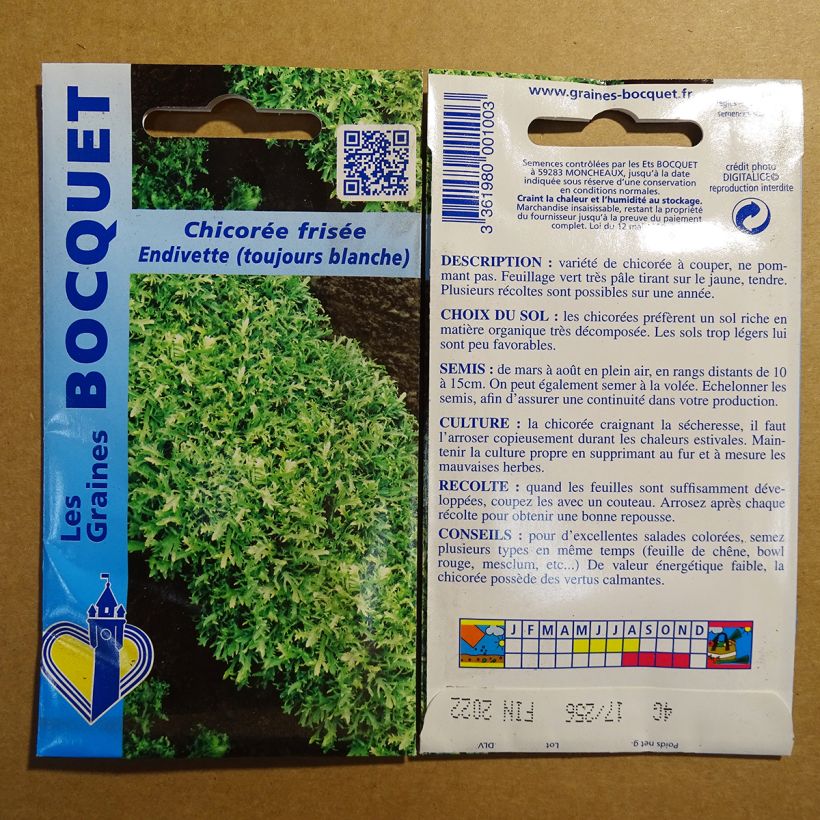 Les
Graines
BOCQUET
Chicorée frisée
Endivette (toujours blanche)
www.graines-bocquet.fr
3 361980 001003
Semences contrôlées par les Ets BOCQUET
à 59283 MONCHEAUX, jusqu'à la date
indiquée sous réserve d'une conservation
en conditions normales.
Craint la chaleur et l'humidité au stockage.
Marchandise insaisissable, restant la propriété
du fournisseur jusqu'à la preuve du paiement
complet. Loi du 12 mai
crédit photo
DIGITALICE©
reproduction interdite
DESCRIPTION : variété de chicorée à couper, ne pom-
mant pas. Feuillage vert très pâle tirant sur le jaune, tendre.
Plusieurs récoltes sont possibles sur une année.
CHOIX DU SOL : les chicorées préfèrent un sol riche en
matière organique très décomposée. Les sols trop légers lui
sont peu favorables.
SEMIS : de mars à août en plein air, en rangs distants de 10
à 15cm. On peut également semer à la volée. Echelonner les
semis, afin d'assurer une continuité dans votre production.
CULTURE : la chicorée craignant la sécheresse, il faut
l'arroser copieusement durant les chaleurs estivales. Main-
tenir la culture propre en supprimant au fur et à mesure les
mauvaises herbes.
RECOLTE : quand les feuilles sont suffisamment déve-
loppées, coupez les avec un couteau. Arrosez après chaque
récolte pour obtenir une bonne repousse.
CONSEILS : pour d'excellentes salades colorées, semez
plusieurs types en même temps (feuille de chêne, bowl
rouge, mesclum, etc...) De valeur énergétique faible, la
chicorée possède des vertus calmantes.
J F M A M J J A S O N D
4G 17/256 FIN 2022
Poids net g. Lot DLV